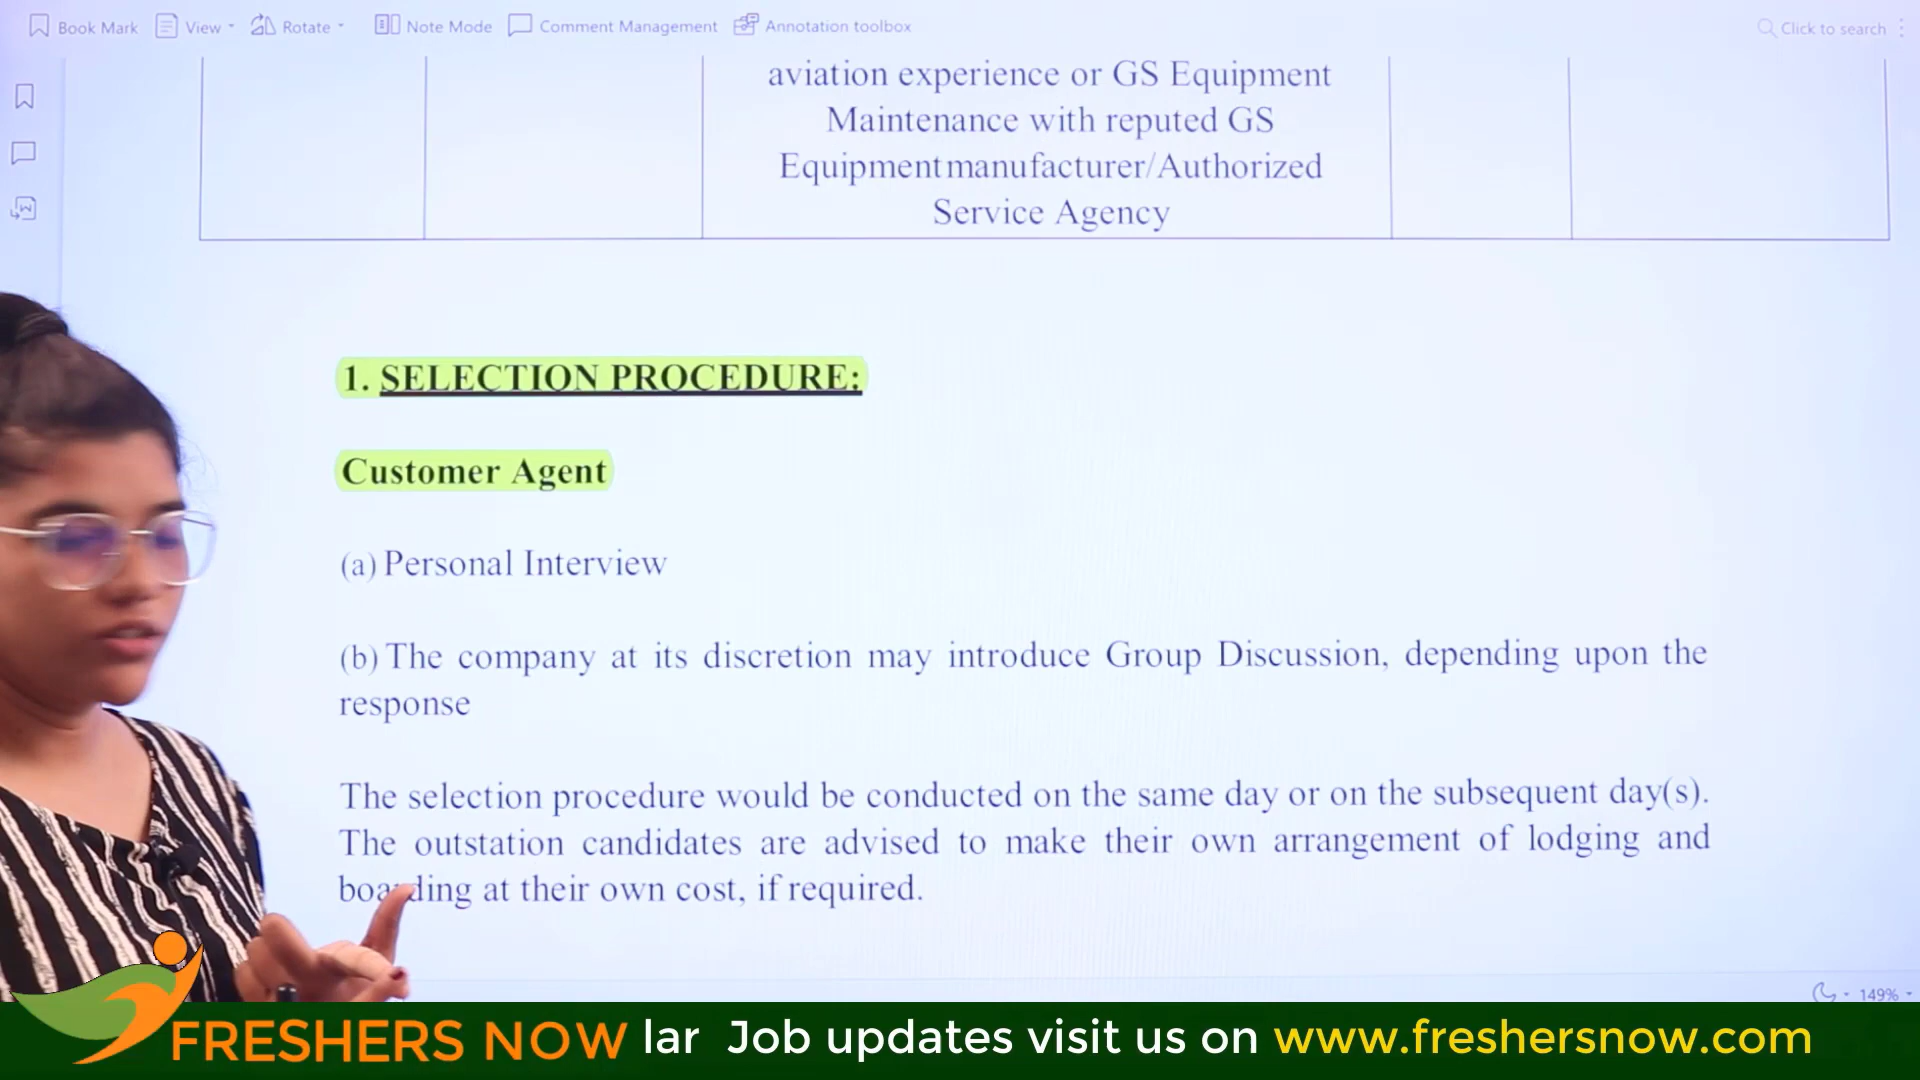 Book Mark View Rotate Note Mode Comment Management Annotation toolbox Click to search
aviation experience or GS Equipment
Maintenance with reputed GS
Equipment manufacturer/Authorized
Service Agency
1. SELECTION PROCEDURE:
Customer Agent
(a) Personal Interview
(b) The company at its discretion may introduce Group Discussion, depending upon the
response
The selection procedure would be conducted on the same day or on the subsequent day(s).
The outstation candidates are advised to make their own arrangement of lodging and
boarding at their own cost, if required.
149%
FRESHERS NOW lar Job updates visit us on www.freshersnow.com